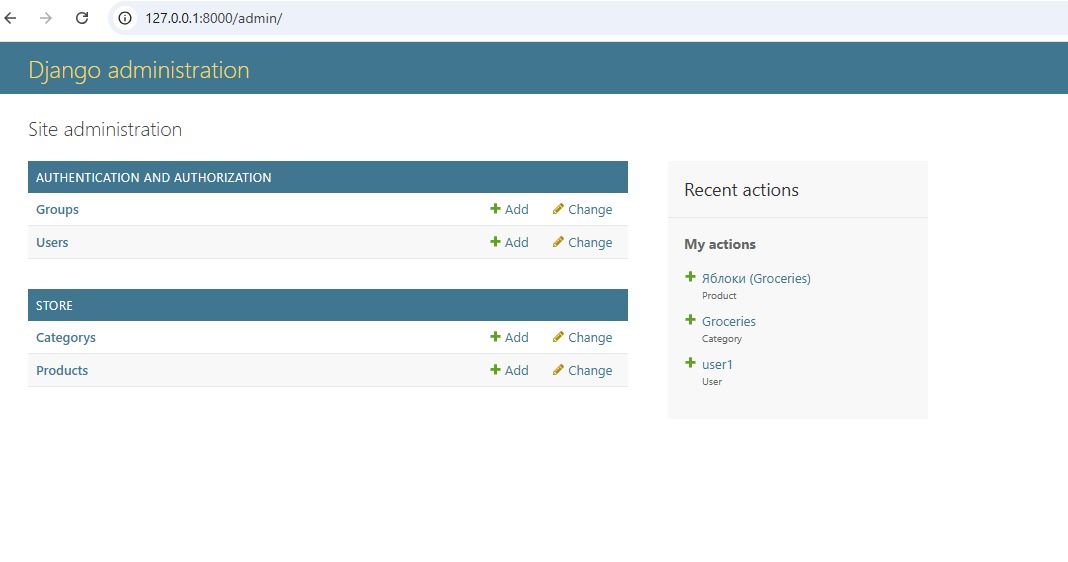 127.0.0.1:8000/admin/
Django administration
Site administration
AUTHENTICATION AND AUTHORIZATION
Groups Add Change
Users Add Change
STORE
Categorys Add Change
Products Add Change
Recent actions
My actions
Яблоки (Groceries)
Product
Groceries
Category
user1
User